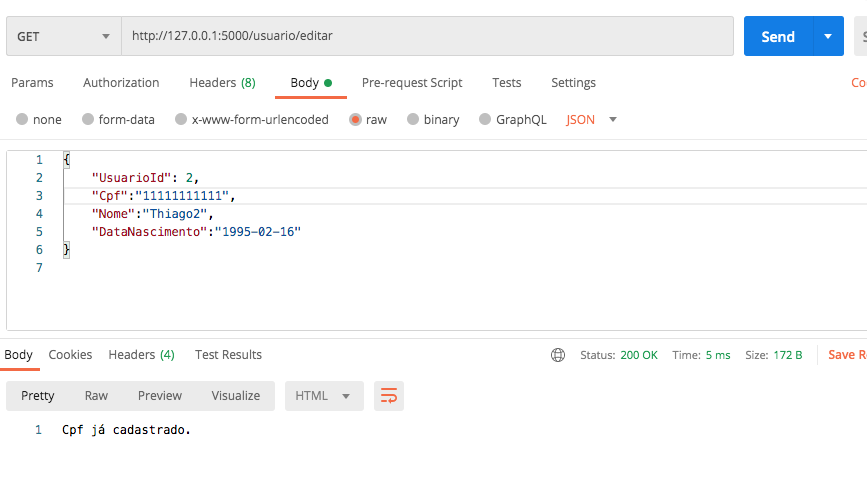 GET http://127.0.0.1:5000/usuario/editar Send
Params Authorization Headers (8) Body Pre-request Script Tests Settings
none form-data x-www-form-urlencoded raw binary GraphQL JSON
1 {
2 "UsuarioId": 2,
3 "Cpf":"11111111111",
4 "Nome":"Thiago2",
5 "DataNascimento":"1995-02-16"
6 }
7
Body Cookies Headers (4) Test Results Status: 200 OK Time: 5 ms Size: 172 B Save
Pretty Raw Preview Visualize HTML
1 Cpf já cadastrado.